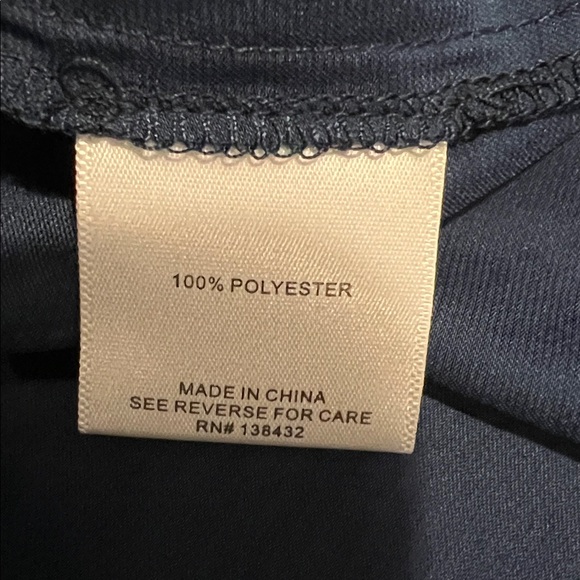 100% POLYESTER
MADE IN CHINA
SEE REVERSE FOR CARE
RN# 138432